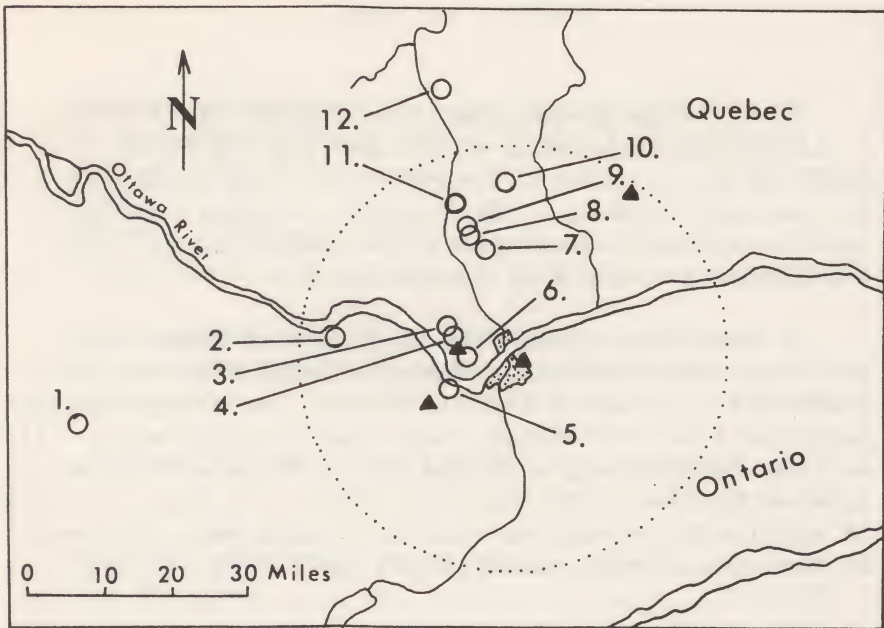 N
Quebec
12.
11.
10.
9.
8.
7.
Ottawa River
6.
2.
3.
4.
1.
5.
Ontario
0 10 20 30 Miles